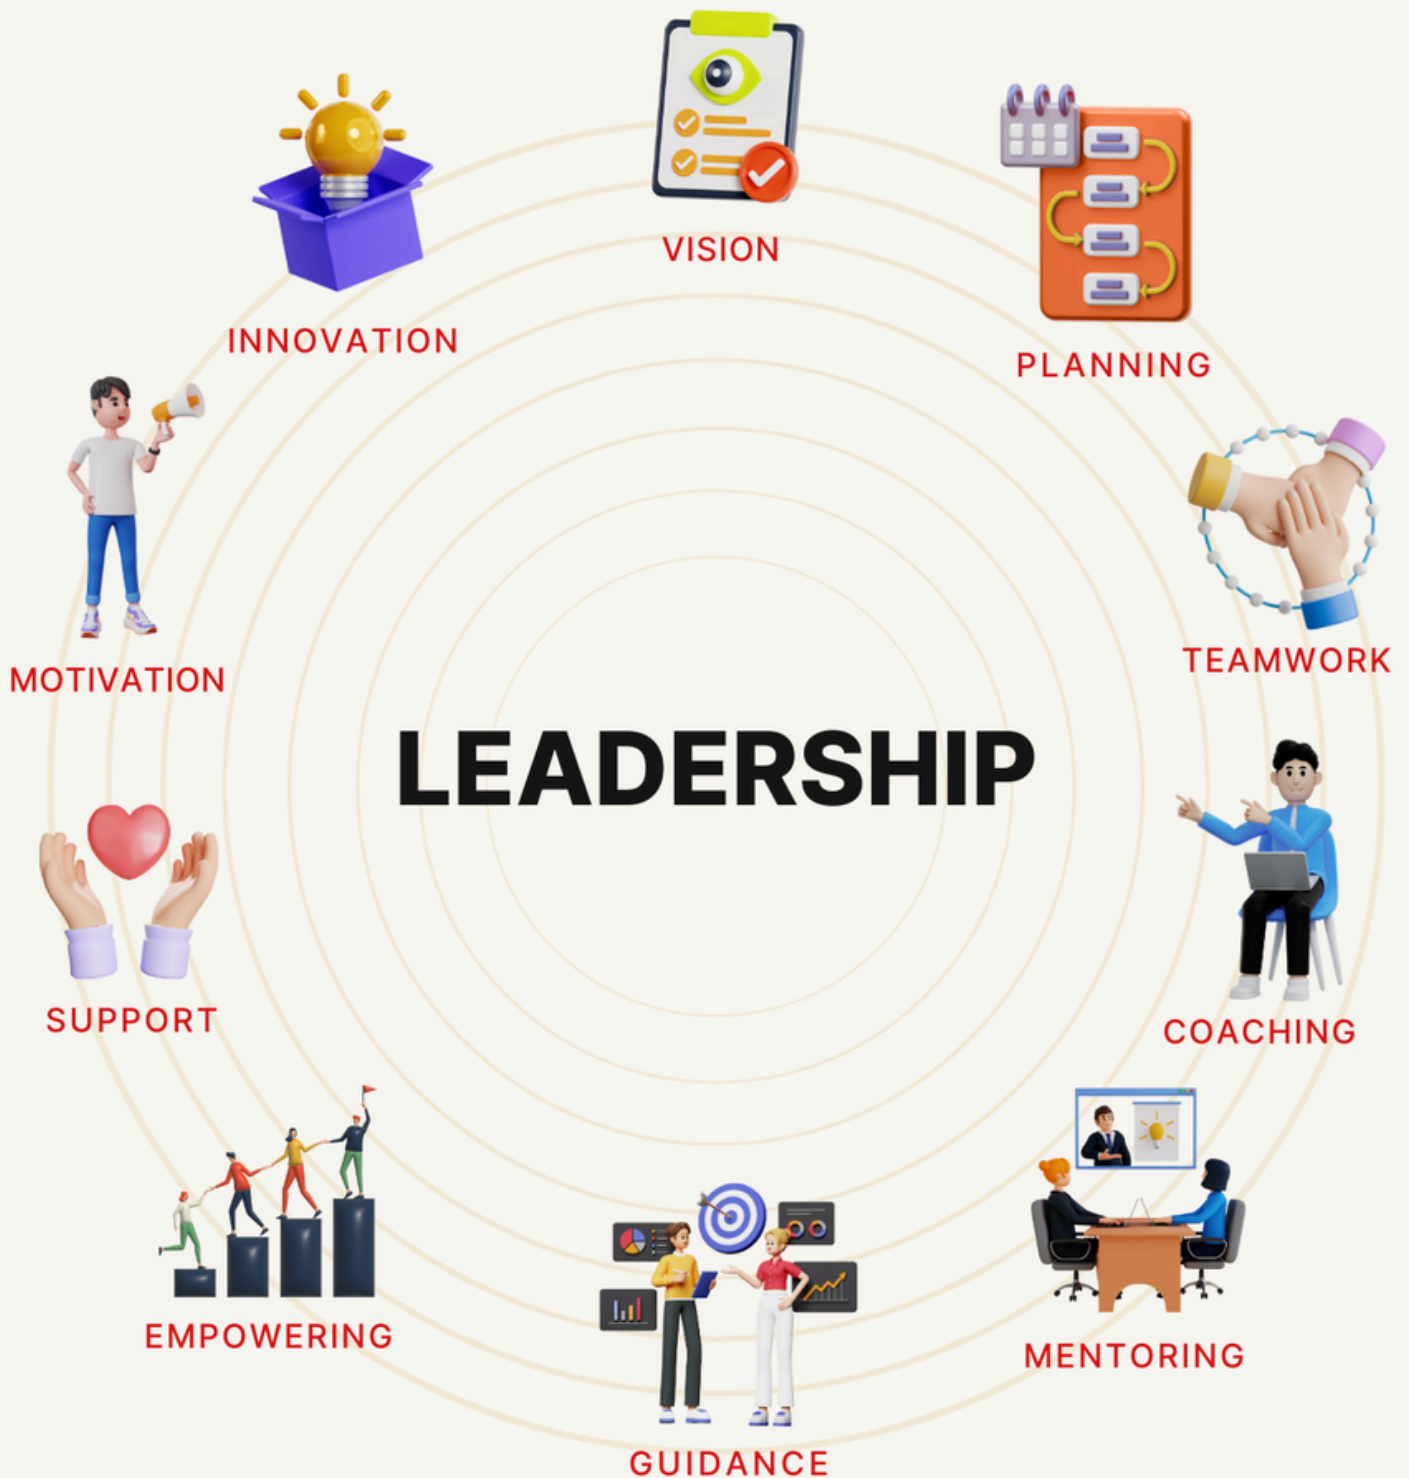 VISION
INNOVATION
PLANNING
MOTIVATION
TEAMWORK
LEADERSHIP
SUPPORT
COACHING
EMPOWERING
MENTORING
GUIDANCE